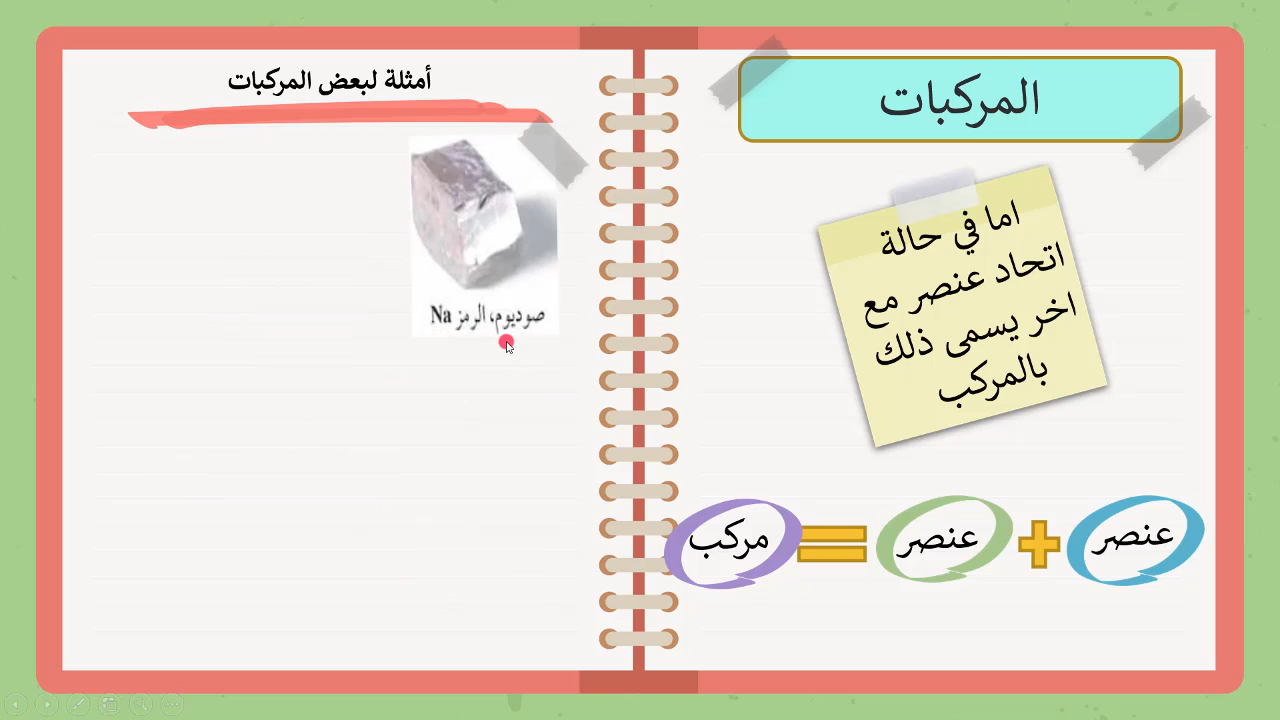 المركبات
اما في حالة
اتحاد عنصر مع
اخر يسمى ذلك
بالمركب
عنصر + عنصر = مركب
أمثلة لبعض المركبات
صوديوم، الرمز Na